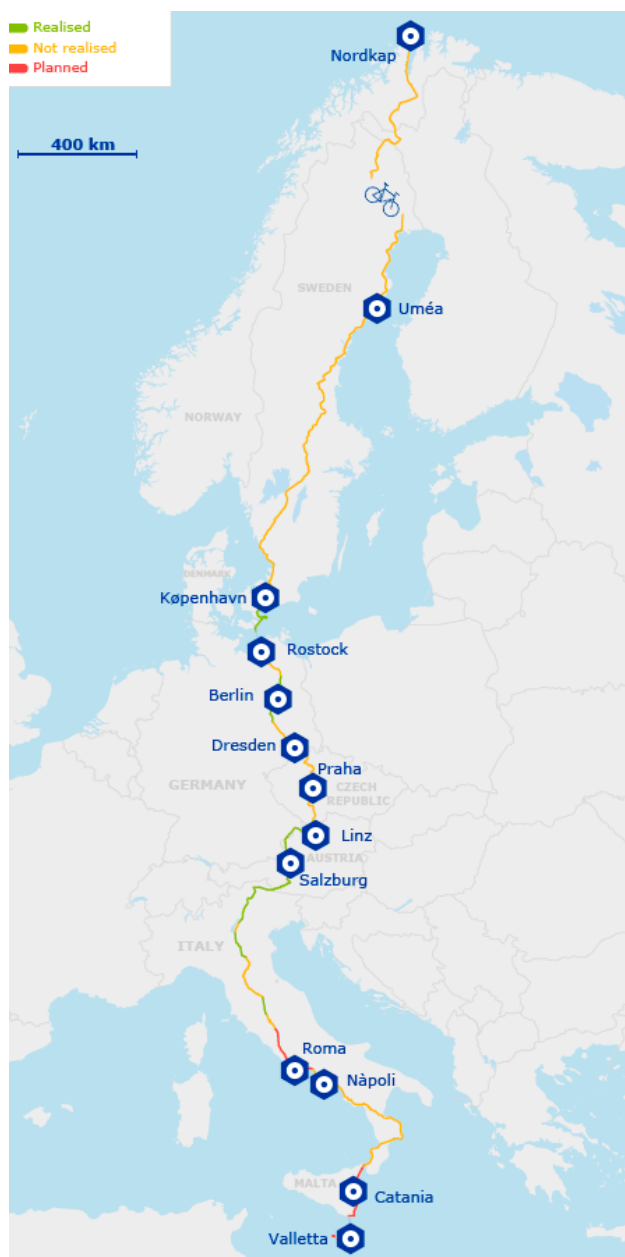 Realised
Not realised
Planned
Nordkap
400 km
SWEDEN
Uméa
NORWAY
DENMARK
Køpenhavn
Rostock
Berlin
Dresden
Praha
GERMANY
CZECH
REPUBLIC
Linz
AUSTRIA
Salzburg
ITALY
Roma
Nàpoli
MALTA
Catania
Valletta